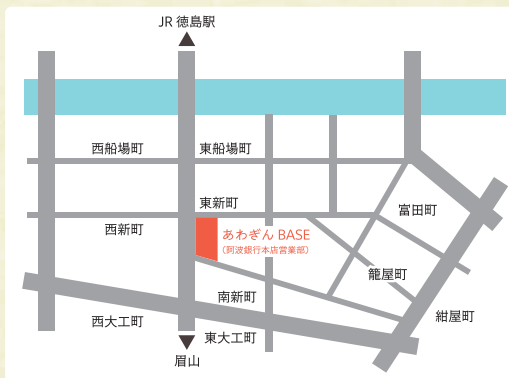 JR 徳島駅
西船場町
東船場町
東新町
西新町
富田町
あわぎん BASE
（阿波銀行本店営業部）
籠屋町
南新町
紺屋町
西大工町
東大工町
眉山